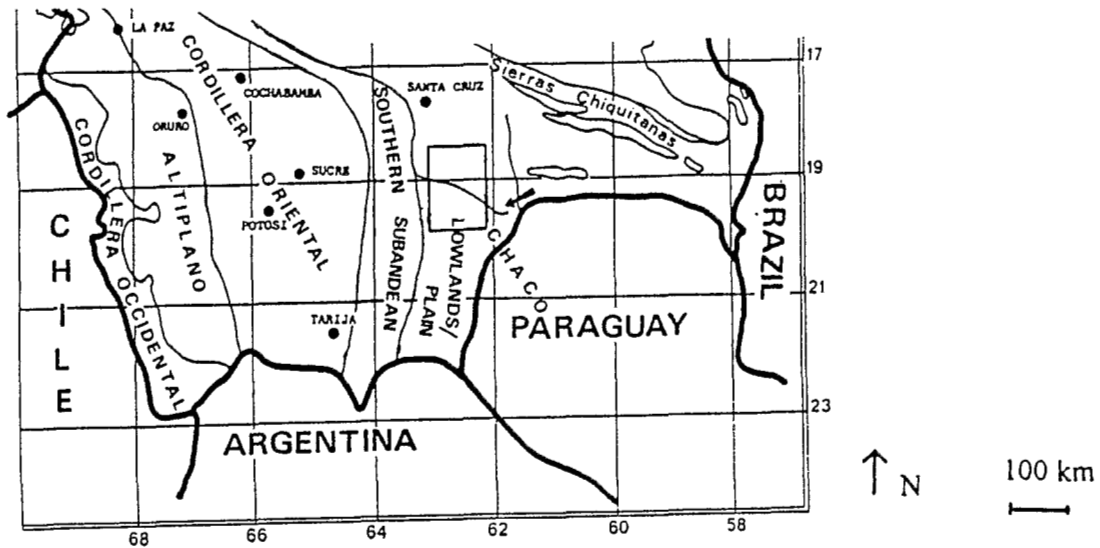 LA PAZ
17
CORDILLERA ORIENTAL
Sierras Chiquitanas
COCHABAMBA
SANTA CRUZ
ORURO
SOUTHERN SUBANDEAN
CORDILLERA OCCIDENTAL
ALTIPLANO
SUCRE
19
BRAZIL
CHILE
POTOSI
LOWLANDS/
PLAIN
CHACO
21
TARIJA
PARAGUAY
23
ARGENTINA
N
100 km
68
66
64
62
60
58